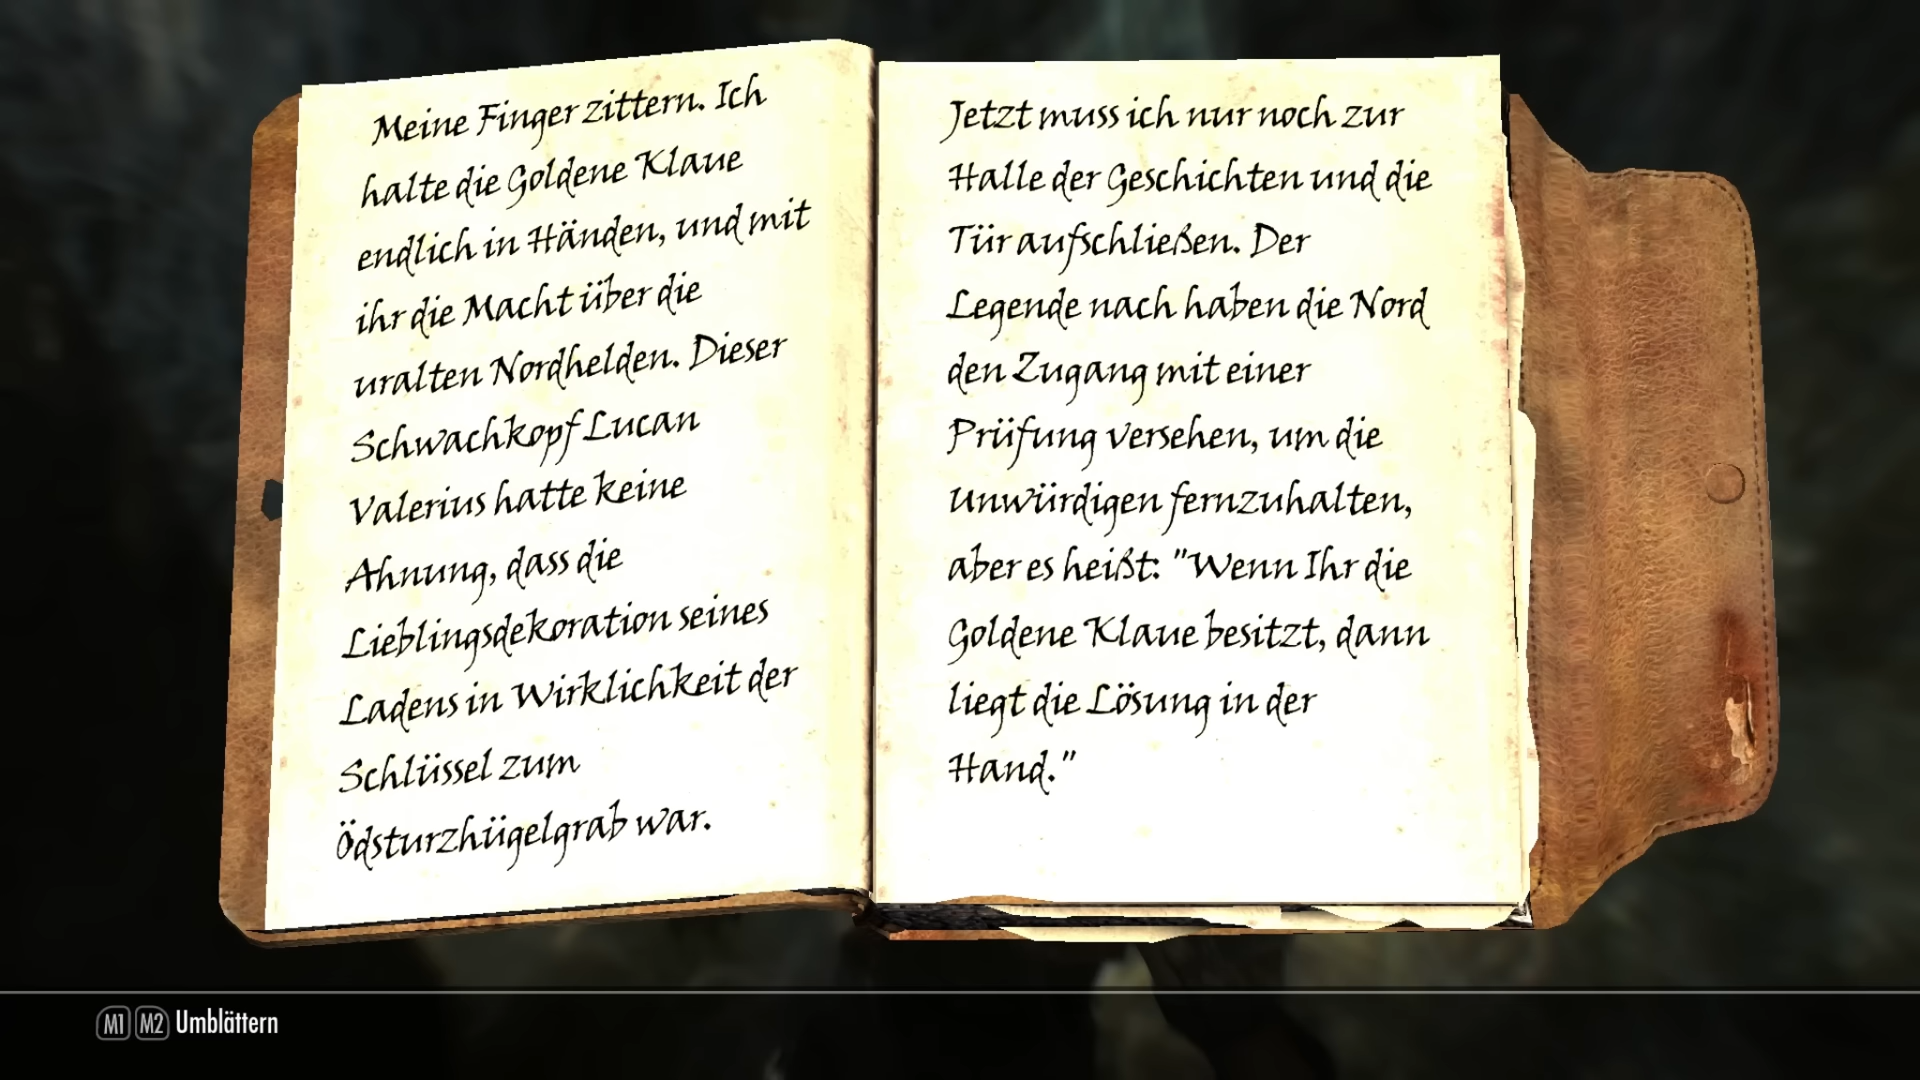 Meine Finger zittern. Ich
halte die Goldene Klaue
endlich in Händen, und mit
ihr die Macht über die
uralten Nordhelden. Dieser
Schwachkopf Lucan
Valerius hatte keine
Ahnung, dass die
Lieblingsdekoration seines
Ladens in Wirklichkeit der
Schlüssel zum
Ödsturzhügelgrab war.
Jetzt muss ich nur noch zur
Halle der Geschichten und die
Tür aufschließen. Der
Legende nach haben die Nord
den Zugang mit einer
Prüfung versehen, um die
Unwürdigen fernzuhalten,
aber es heißt: "Wenn Ihr die
Goldene Klaue besitzt, dann
liegt die Lösung in der
Hand."
M1 M2 Umblättern